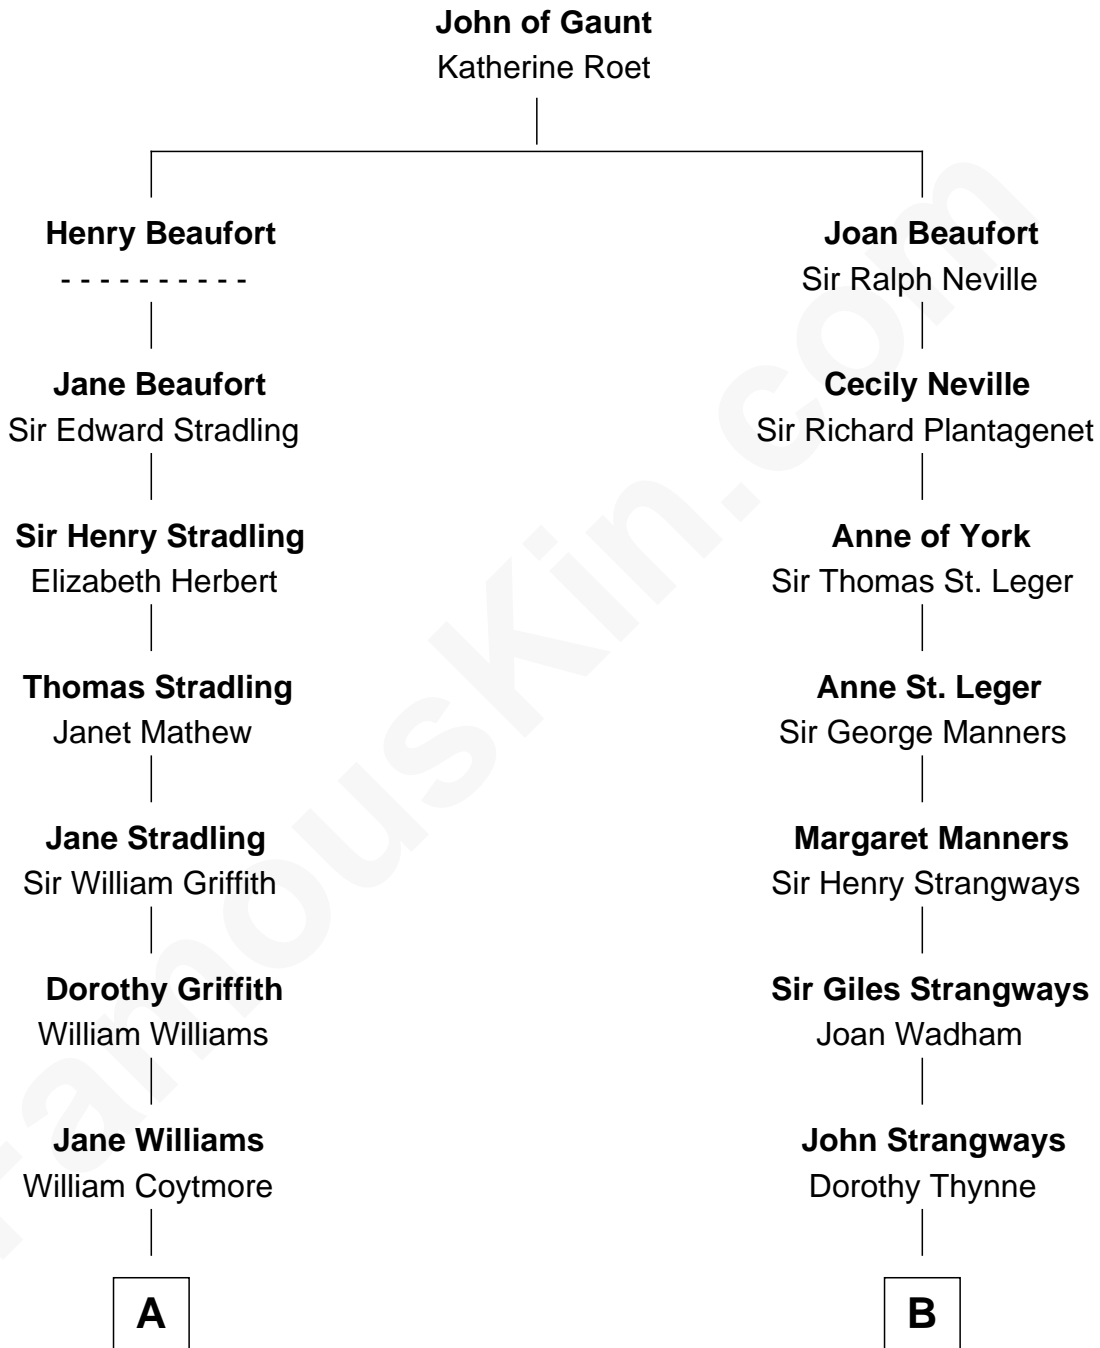 John of Gaunt
Katherine Roet
Henry Beaufort
- - - - - - - - - -
Jane Beaufort
Sir Edward Stradling
Sir Henry Stradling
Elizabeth Herbert
Thomas Stradling
Janet Mathew
Jane Stradling
Sir William Griffith
Dorothy Griffith
William Williams
Jane Williams
William Coytmore
A
Joan Beaufort
Sir Ralph Neville
Cecily Neville
Sir Richard Plantagenet
Anne of York
Sir Thomas St. Leger
Anne St. Leger
Sir George Manners
Margaret Manners
Sir Henry Strangways
Sir Giles Strangways
Joan Wadham
John Strangways
Dorothy Thynne
B
FamousKin.com